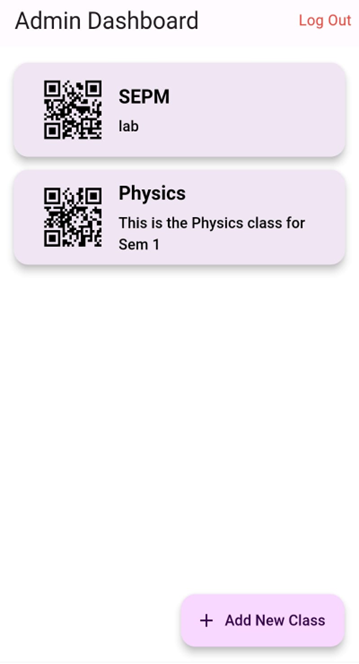 Admin Dashboard
Log Out
SEPM
lab
Physics
This is the Physics class for
Sem 1
+ Add New Class